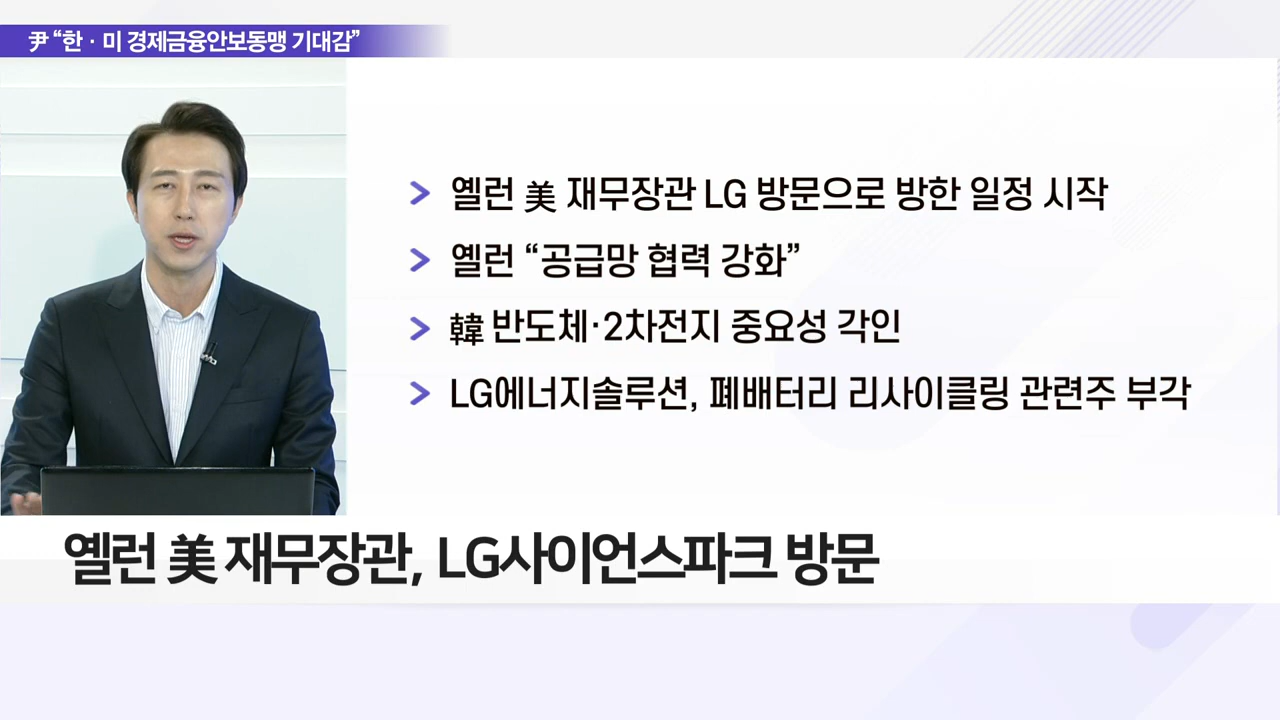 尹 “한·미 경제금융안보동맹 기대감”
> 옐런 美 재무장관 LG 방문으로 방한 일정 시작
> 옐런 “공급망 협력 강화”
> 韓 반도체·2차전지 중요성 각인
> LG에너지솔루션, 폐배터리 리사이클링 관련주 부각
옐런 美 재무장관, LG사이언스파크 방문